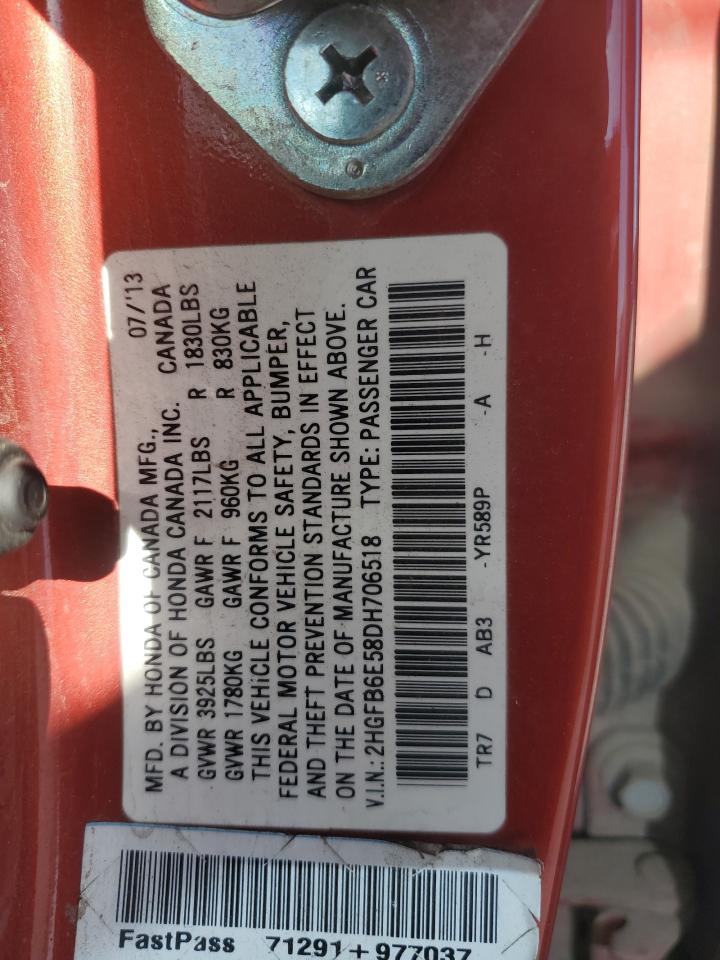 MFD. BY HONDA OF CANADA MFG., 07/'13
A DIVISION OF HONDA CANADA INC. CANADA
GVWR 3925LBS GAWR F 2117LBS R 1830LBS
GVWR 1780KG GAWR F 960KG R 830KG
THIS VEHICLE CONFORMS TO ALL APPLICABLE
FEDERAL MOTOR VEHICLE SAFETY, BUMPER,
AND THEFT PREVENTION STANDARDS IN EFFECT
ON THE DATE OF MANUFACTURE SHOWN ABOVE.
V.I.N.: 2HGFB6E58DH706518 TYPE: PASSENGER CAR
TR7 D AB3 -YR589P -A -H
FastPass 71291+977037